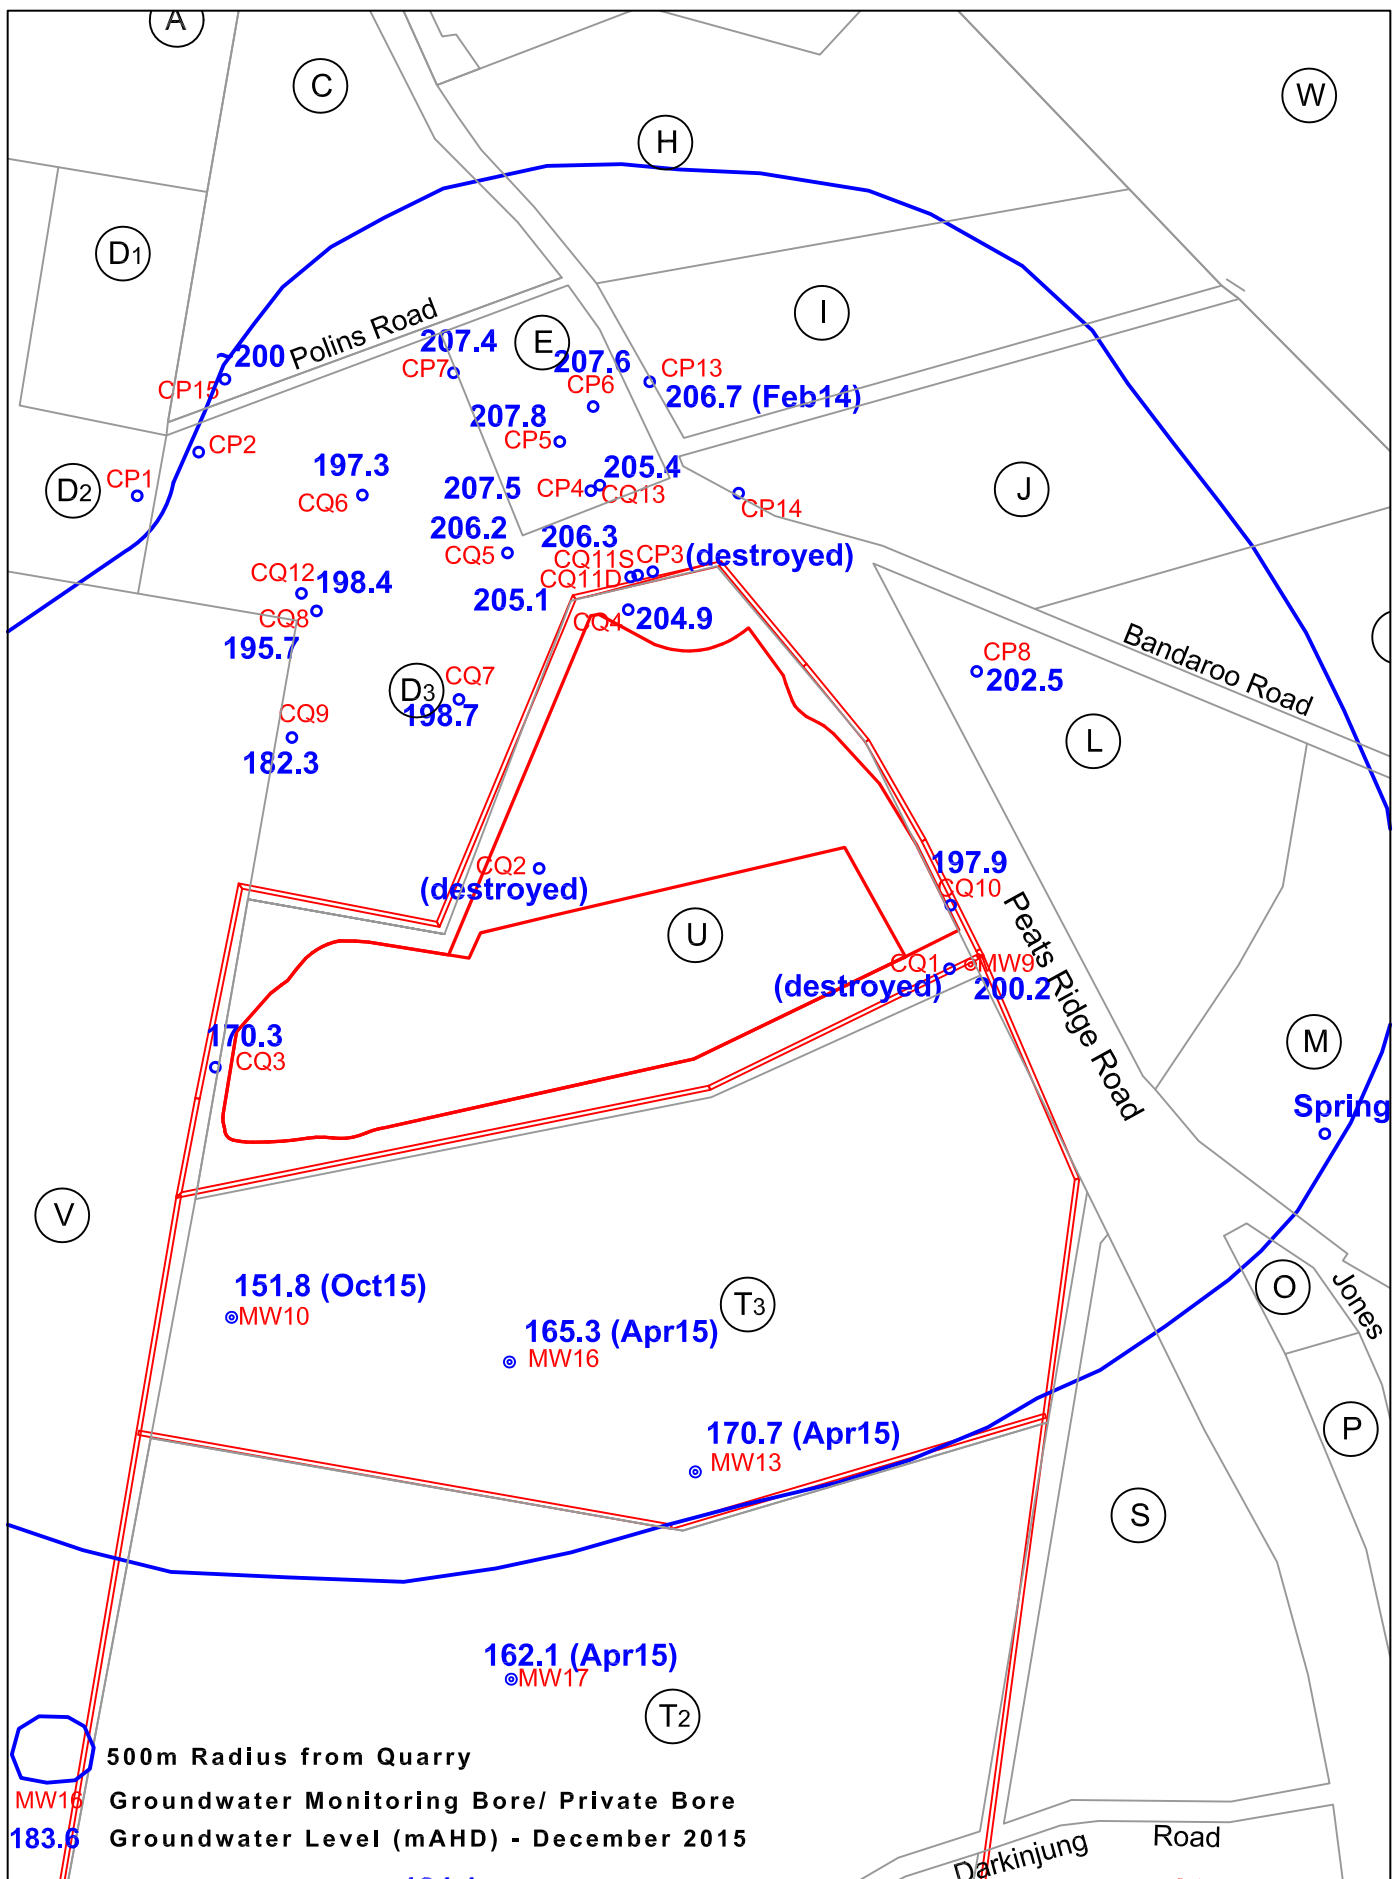 A
C
W
H
D1
I
Polins Road
E
~200
207.4
207.6
CP15
CP7
CP6
CP13
206.7 (Feb14)
207.8
CP5
CP2
197.3
205.4
D2
CP1
CQ6
207.5
CP4
CQ13
CP14
J
206.2
206.3
CQ5
CQ11S
CP3
(destroyed)
CQ12
198.4
CQ11D
205.1
CQ8
CQ4
204.9
195.7
Bandaroo Road
CP8
202.5
D3
CQ7
198.7
CQ9
182.3
L
CQ2
(destroyed)
197.9
CQ10
U
Peats Ridge Road
CQ1
MW9
(destroyed)
200.2
170.3
CQ3
M
Spring
V
151.8 (Oct15)
MW10
T3
O
Jones
165.3 (Apr15)
MW16
170.7 (Apr15)
MW13
P
S
162.1 (Apr15)
MW17
T2
500m Radius from Quarry
MW16 Groundwater Monitoring Bore/ Private Bore
183.6 Groundwater Level (mAHD) - December 2015
Darkinjung Road